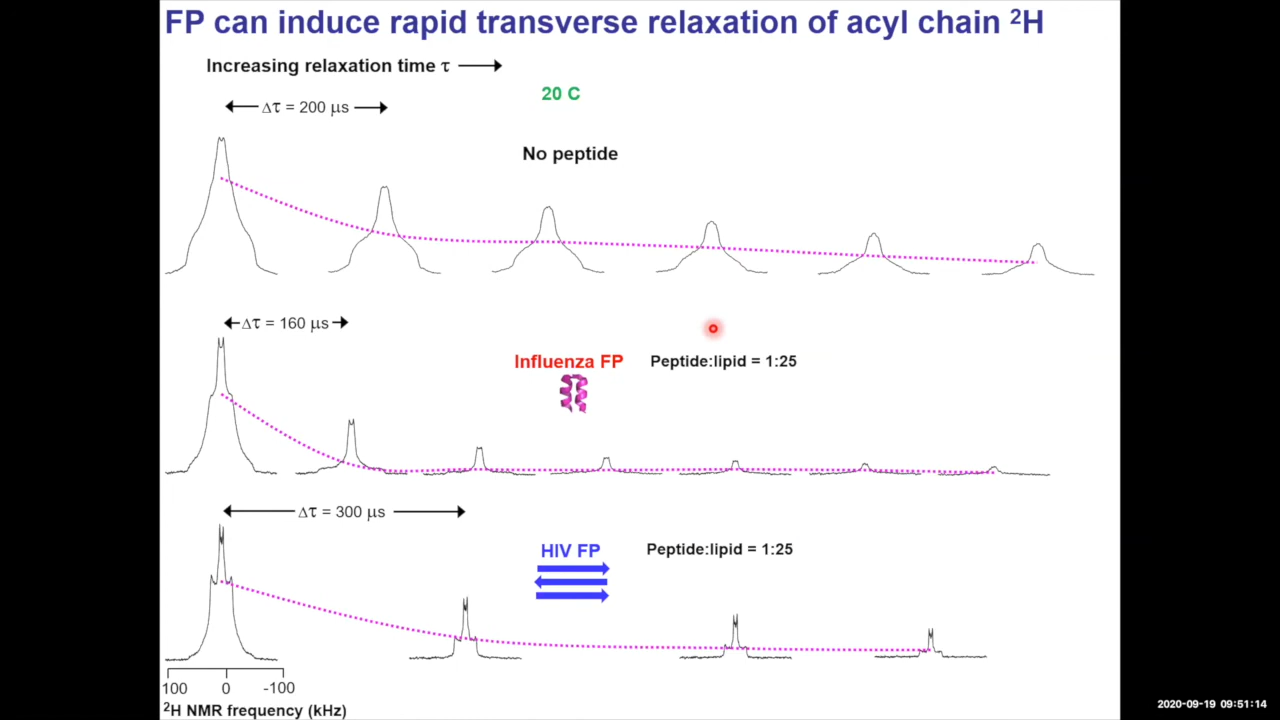 FP can induce rapid transverse relaxation of acyl chain ²H
Increasing relaxation time τ
20 C
Δτ = 200 μs
No peptide
Δτ = 160 μs
Influenza FP
Peptide:lipid = 1:25
Δτ = 300 μs
HIV FP
Peptide:lipid = 1:25
100 0 -100
²H NMR frequency (kHz)
2020-09-19 09:51:14